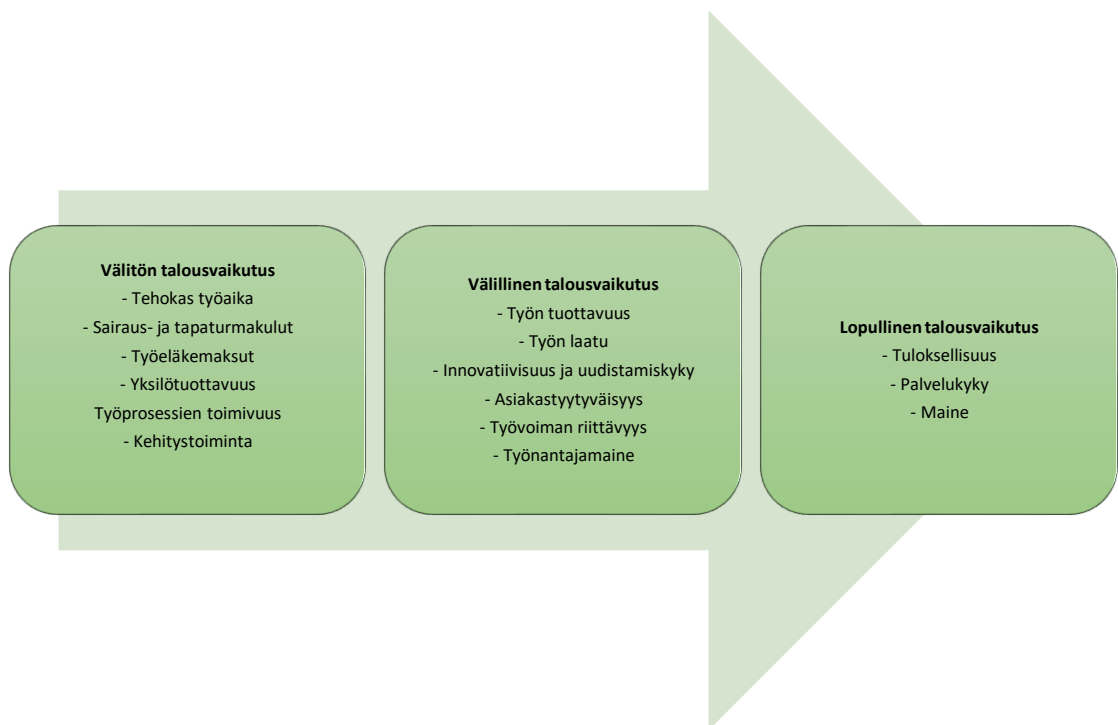 Välitön talousvaikutus
- Tehokas työaika
- Sairaus- ja tapaturmakulut
- Työeläkemaksut
- Yksilötuottavuus
Työprosessien toimivuus
- Kehitystoiminta
Välillinen talousvaikutus
- Työn tuottavuus
- Työn laatu
- Innovatiivisuus ja uudistamiskyky
- Asiakastyytyväisyys
- Työvoiman riittävyys
- Työnantajamaine
Lopullinen talousvaikutus
- Tuloksellisuus
- Palvelukyky
- Maine